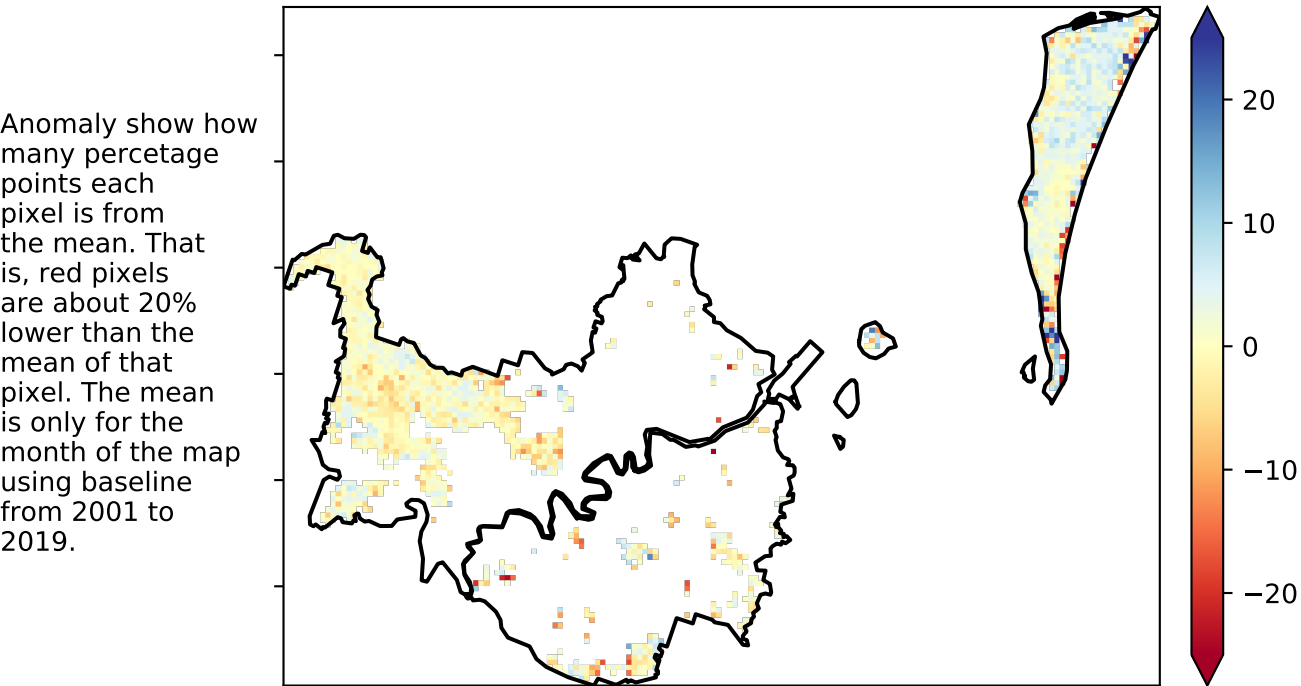 Anomaly show how
many percetage
points each
pixel is from
the mean. That
is, red pixels
are about 20%
lower than the
mean of that
pixel. The mean
is only for the
month of the map
using baseline
from 2001 to
2019.
20
10
0
−10
−20